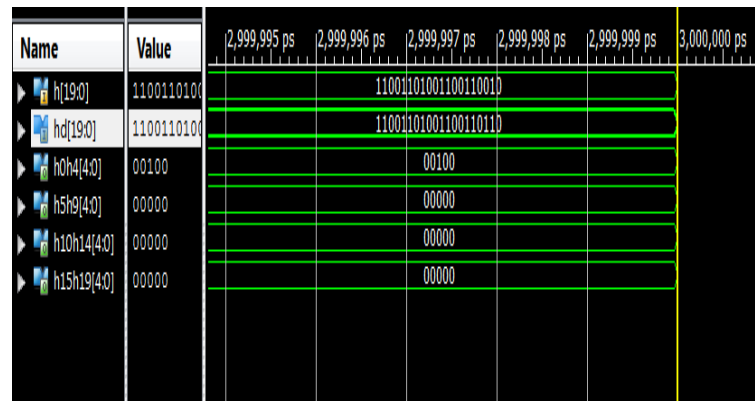 Name Value 2,999,995 ps 2,999,996 ps 2,999,997 ps 2,999,998 ps 2,999,999 ps 3,000,000 ps
h[19:0] 110011010 11001101001100110010
hd[19:0] 110011010 11001101001100110110
h0h4[4:0] 00100 00100
h5h9[4:0] 00000 00000
h10h14[4:0] 00000 00000
h15h19[4:0] 00000 00000